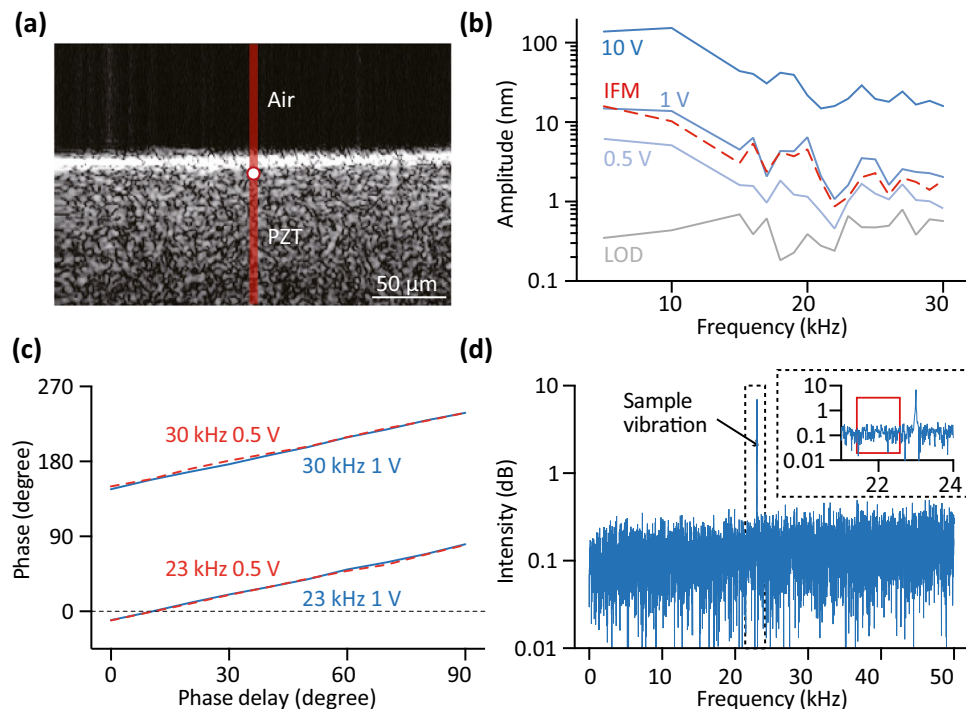 (a)
Air
PZT
50 µm
(b)
Amplitude (nm)
100
10
1
0.1
10 V
IFM
1 V
0.5 V
LOD
10
20
30
Frequency (kHz)
(c)
Phase (degree)
270
180
90
0
30 kHz 0.5 V
30 kHz 1 V
23 kHz 0.5 V
23 kHz 1 V
0
30
60
90
Phase delay (degree)
(d)
Intensity (dB)
10
1
0.1
0.01
Sample
vibration
10
1
0.1
0.01
22
24
0
10
20
30
40
50
Frequency (kHz)